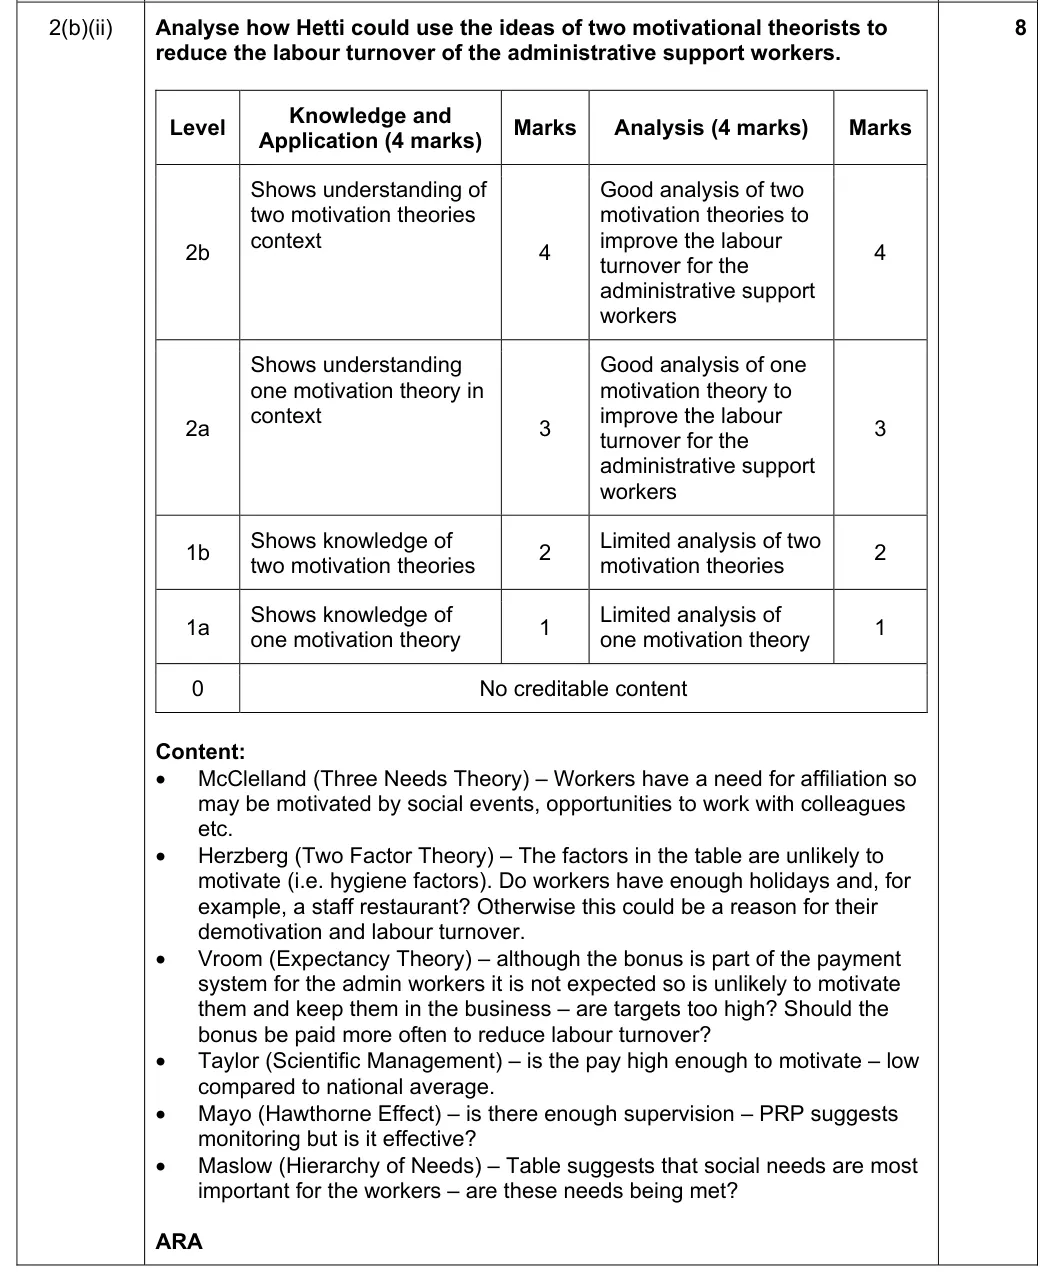 2(b)(ii)
Analyse how Hetti could use the ideas of two motivational theorists to
reduce the labour turnover of the administrative support workers.
8
Level
Knowledge and
Application (4 marks)
Marks
Analysis (4 marks)
Marks
2b
Shows understanding of
two motivation theories
context
4
Good analysis of two
motivation theories to
improve the labour
turnover for the
administrative support
workers
4
2a
Shows understanding
one motivation theory in
context
3
Good analysis of one
motivation theory to
improve the labour
turnover for the
administrative support
workers
3
1b
Shows knowledge of
two motivation theories
2
Limited analysis of two
motivation theories
2
1a
Shows knowledge of
one motivation theory
1
Limited analysis of
one motivation theory
1
0
No creditable content
Content:
• McClelland (Three Needs Theory) – Workers have a need for affiliation so
may be motivated by social events, opportunities to work with colleagues
etc.
• Herzberg (Two Factor Theory) – The factors in the table are unlikely to
motivate (i.e. hygiene factors). Do workers have enough holidays and, for
example, a staff restaurant? Otherwise this could be a reason for their
demotivation and labour turnover.
• Vroom (Expectancy Theory) – although the bonus is part of the payment
system for the admin workers it is not expected so is unlikely to motivate
them and keep them in the business – are targets too high? Should the
bonus be paid more often to reduce labour turnover?
• Taylor (Scientific Management) – is the pay high enough to motivate – low
compared to national average.
• Mayo (Hawthorne Effect) – is there enough supervision – PRP suggests
monitoring but is it effective?
• Maslow (Hierarchy of Needs) – Table suggests that social needs are most
important for the workers – are these needs being met?
ARA